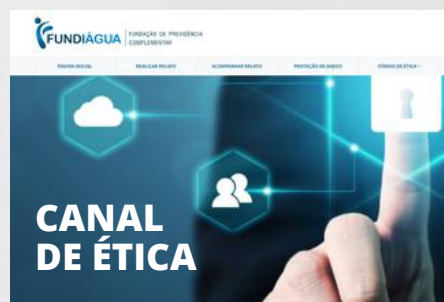 FUNDIÁGUA
FUNDAÇÃO DE PREVIDÊNCIA
COMPLEMENTAR
PÁGINA INICIAL REALIZAR RELATO ACOMPANHAR RELATO PROTEÇÃO DE DADOS CÓDIGO DE ÉTICA
CANAL
DE ÉTICA